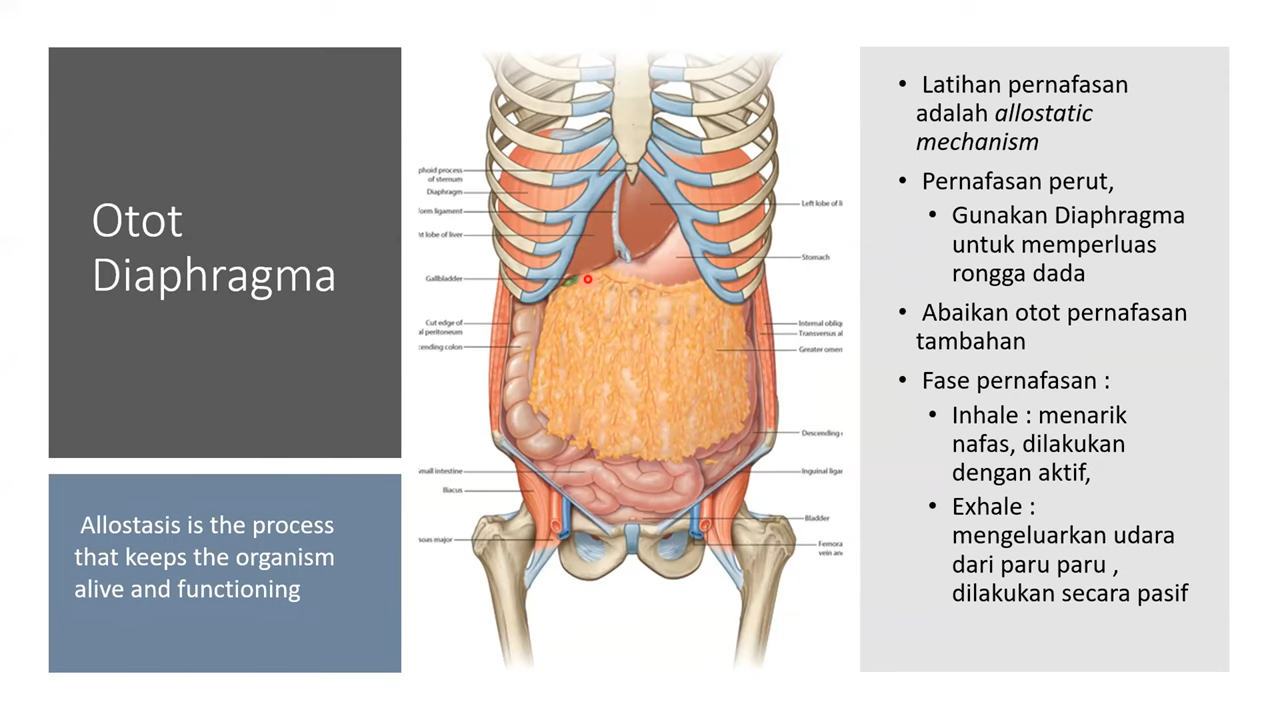 Otot
Diaphragma
Allostasis is the process
that keeps the organism
alive and functioning
phoid process
of sternum
Diaphragm
form ligament
ht lobe of liver
Gallbladder
Cut edge of
al peritoneum
cending colon
mall intestine
Iliacus
soas major
Left lobe of li
Stomach
Internal obliq
Transversus al
Greater omen
Descending
Inguinal ligar
Bladder
Femora
vein an
• Latihan pernafasan
adalah allostatic
mechanism
• Pernafasan perut,
• Gunakan Diaphragma
untuk memperluas
rongga dada
• Abaikan otot pernafasan
tambahan
• Fase pernafasan :
• Inhale : menarik
nafas, dilakukan
dengan aktif,
• Exhale :
mengeluarkan udara
dari paru paru ,
dilakukan secara pasif